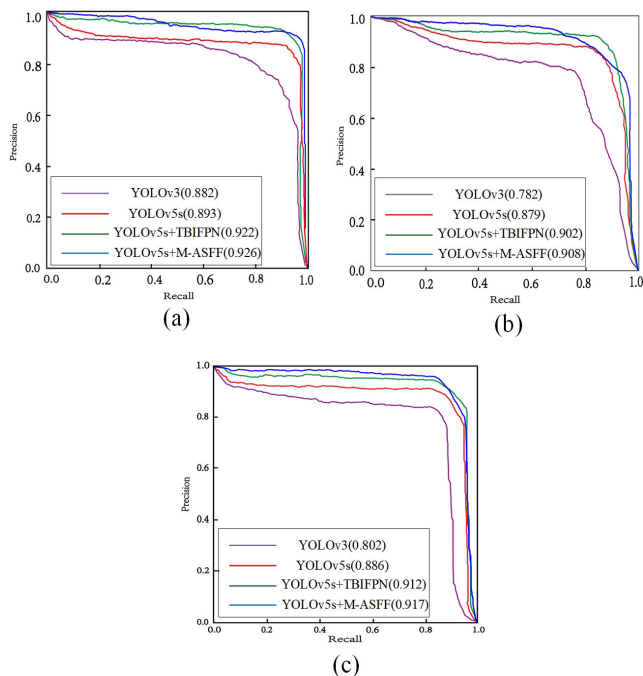 1.0
0.8
0.6
0.4
0.2
0.0
Precision
YOLOv3(0.882)
YOLOv5s(0.893)
YOLOv5s+TBIFPN(0.922)
YOLOv5s+M-ASFF(0.926)
0.0 0.2 0.4 0.6 0.8 1.0
Recall
(a)
1.0
0.8
0.6
0.4
0.2
0.0
Precision
YOLOv3(0.782)
YOLOv5s(0.879)
YOLOv5s+TBIFPN(0.902)
YOLOv5s+M-ASFF(0.908)
0.0 0.2 0.4 0.6 0.8 1.0
Recall
(b)
1.0
0.8
0.6
0.4
0.2
0.0
Precision
YOLOv3(0.802)
YOLOv5s(0.886)
YOLOv5s+TBIFPN(0.912)
YOLOv5s+M-ASFF(0.917)
0.0 0.2 0.4 0.6 0.8 1.0
Recall
(c)